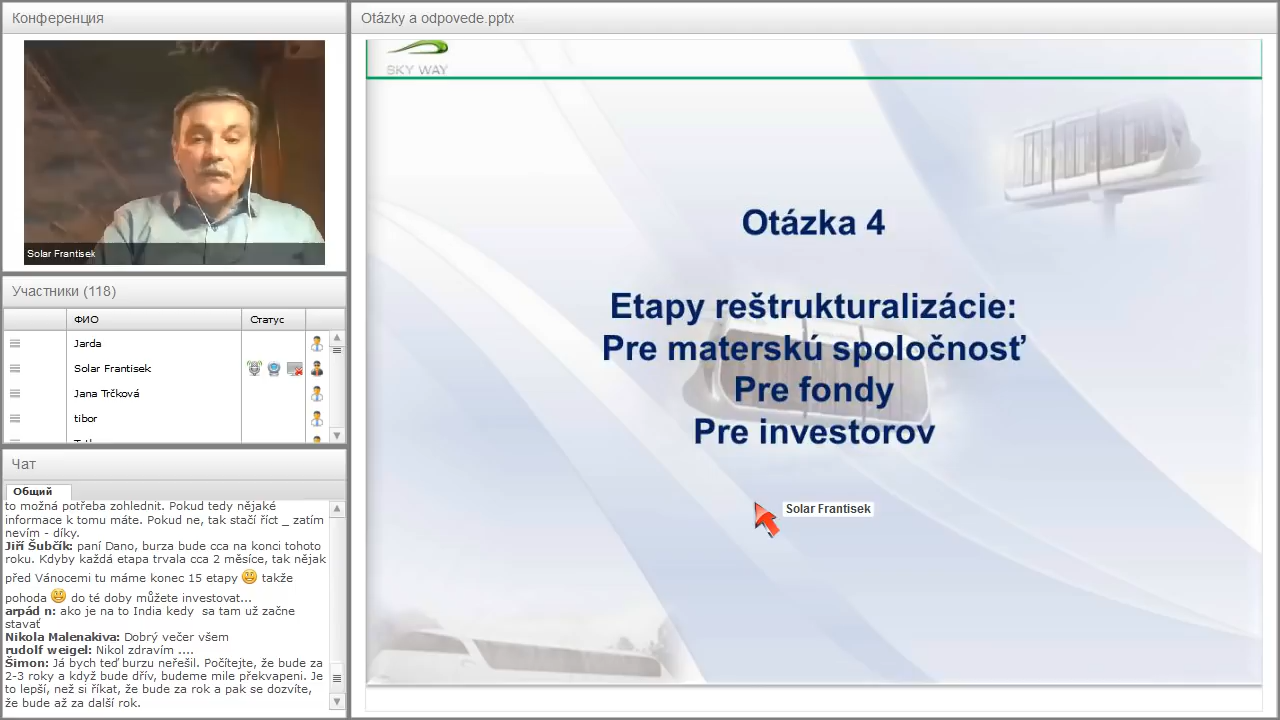 Конференция
Solar Frantisek
Участники (118)
ФИО
Статус
Jarda
Solar Frantisek
Jana Trčková
tibor
Чат
Общий
to možná potřeba zohlednit. Pokud tedy nějaké
informace k tomu máte. Pokud ne, tak stačí říct _ zatím
nevím - díky.
Jiří Šubčík: paní Dano, burza bude cca na konci tohoto
roku. Kdyby každá etapa trvala cca 2 měsíce, tak nějak
před Vánocemi tu máme konec 15 etapy takže
pohoda do té doby můžete investovat...
arpád n: ako je na to India kedy sa tam už začne
stavať
Nikola Malenakiva: Dobrý večer všem
rudolf weigel: Nikol zdravím ....
Šimon: Já bych teď burzu neřešil. Počítejte, že bude za
2-3 roky a když bude dřív, budeme mile překvapeni. Je
to lepší, než si říkat, že bude za rok a pak se dozvíte,
že bude až za další rok.
Otázky a odpovede.pptx
SKY WAY
Otázka 4
Etapy reštrukturalizácie:
Pre materskú spoločnosť
Pre fondy
Pre investorov
Solar Frantisek